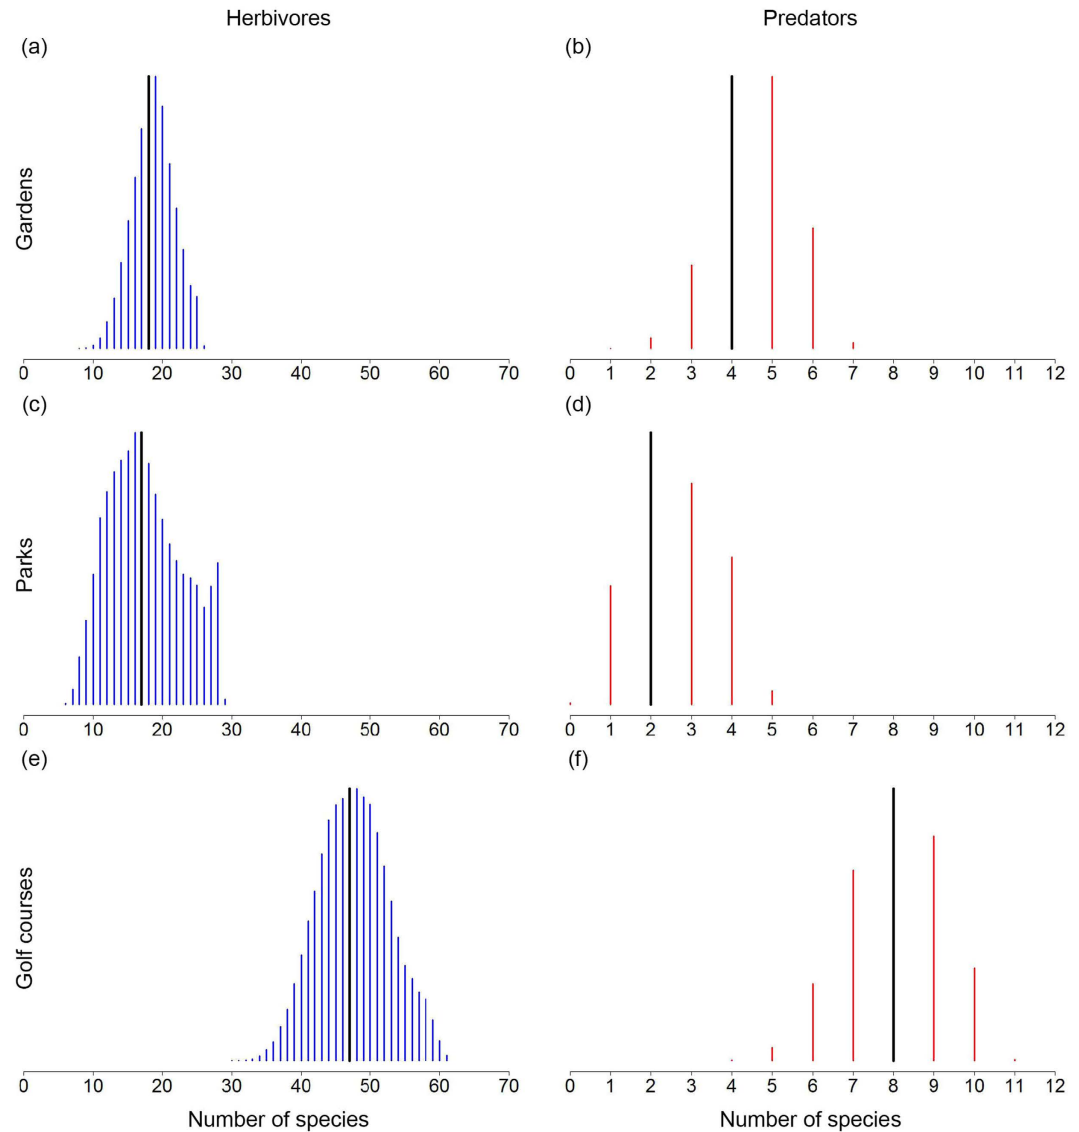 Herbivores Predators
(a) (b)
Gardens
0 10 20 30 40 50 60 70 0 1 2 3 4 5 6 7 8 9 10 11 12
(c) (d)
Parks
0 10 20 30 40 50 60 70 0 1 2 3 4 5 6 7 8 9 10 11 12
(e) (f)
Golf courses
0 10 20 30 40 50 60 70 0 1 2 3 4 5 6 7 8 9 10 11 12
Number of species Number of species